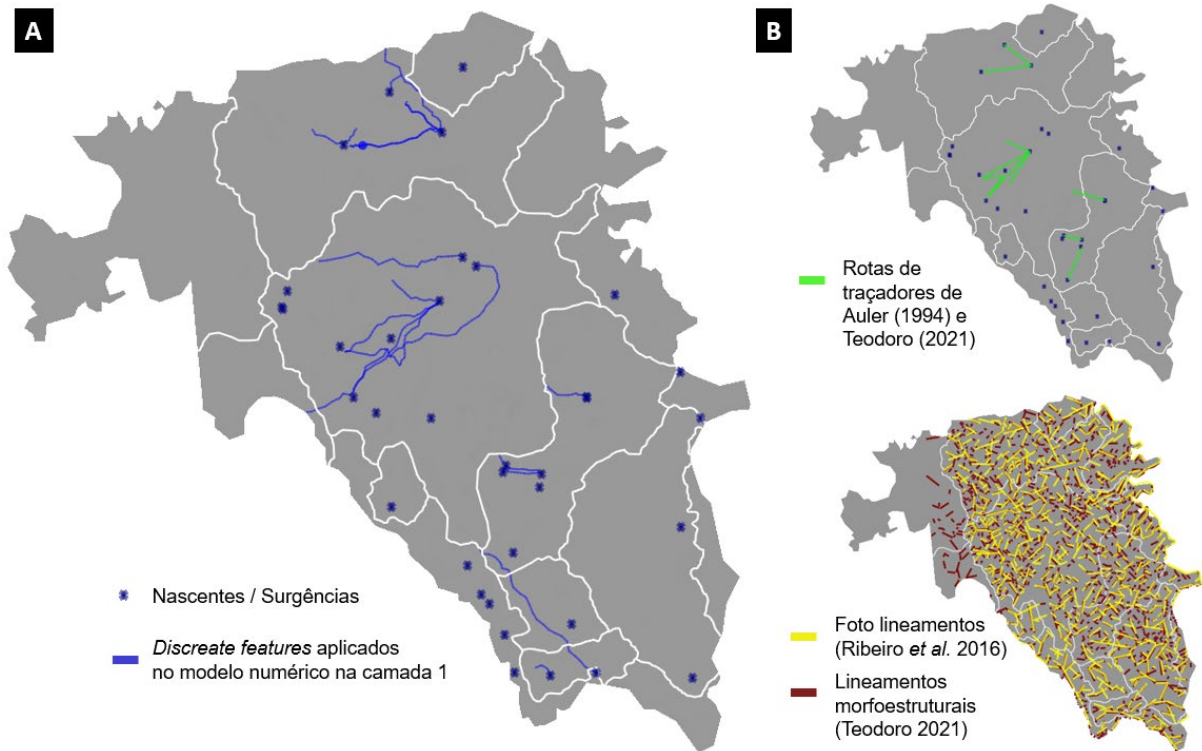 A
B
Nascentes / Surgências
Discreate features aplicados
no modelo numérico na camada 1
Rotas de
traçadores de
Auler (1994) e
Teodoro (2021)
Foto lineamentos
(Ribeiro et al. 2016)
Lineamentos
morfoestruturais
(Teodoro 2021)